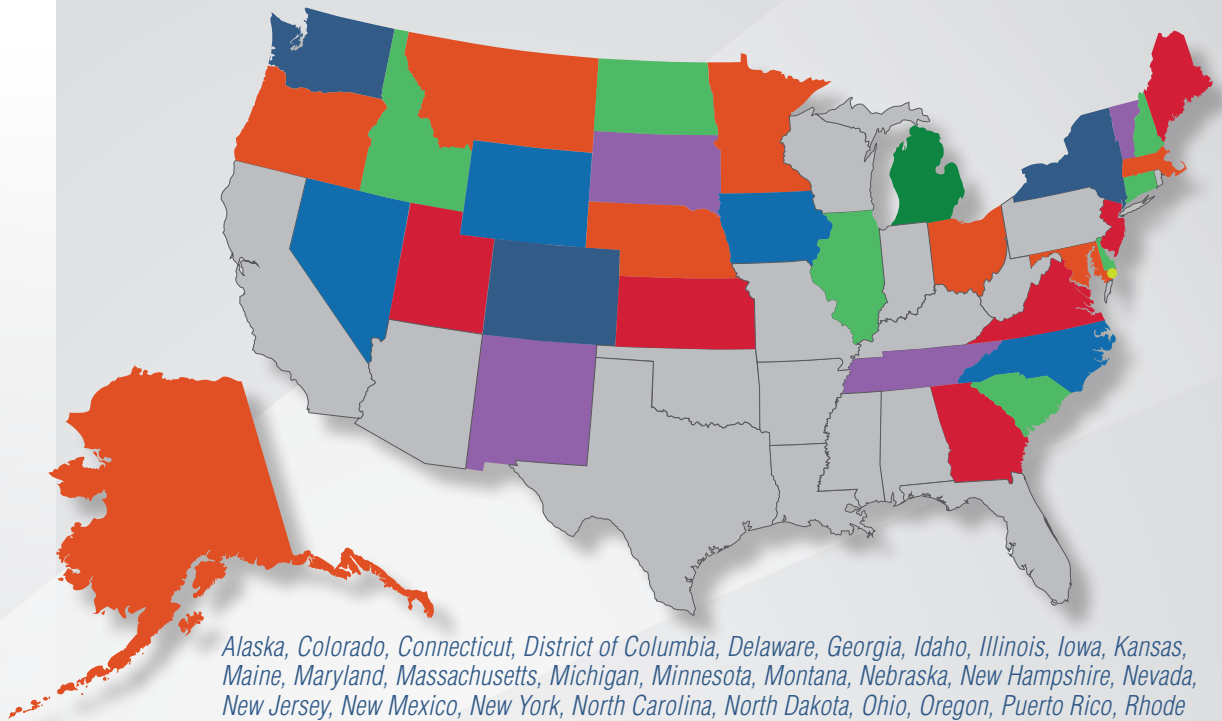 Alaska, Colorado, Connecticut, District of Columbia, Delaware, Georgia, Idaho, Illinois, Iowa, Kansas,
Maine, Maryland, Massachusetts, Michigan, Minnesota, Montana, Nebraska, New Hampshire, Nevada,
New Jersey, New Mexico, New York, North Carolina, North Dakota, Ohio, Oregon, Puerto Rico, Rhode